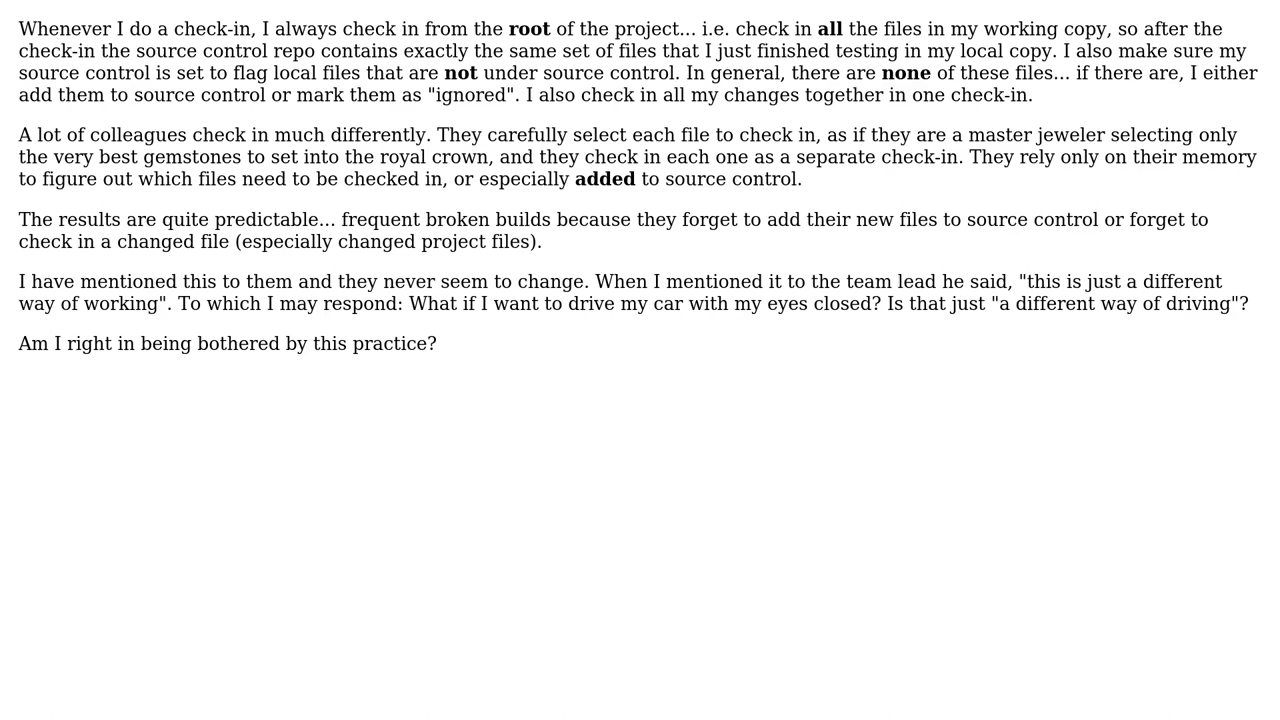 Whenever I do a check-in, I always check in from the root of the project... i.e. check in all the files in my working copy, so after the
check-in the source control repo contains exactly the same set of files that I just finished testing in my local copy. I also make sure my
source control is set to flag local files that are not under source control. In general, there are none of these files... if there are, I either
add them to source control or mark them as "ignored". I also check in all my changes together in one check-in.
A lot of colleagues check in much differently. They carefully select each file to check in, as if they are a master jeweler selecting only
the very best gemstones to set into the royal crown, and they check in each one as a separate check-in. They rely only on their memory
to figure out which files need to be checked in, or especially added to source control.
The results are quite predictable... frequent broken builds because they forget to add their new files to source control or forget to
check in a changed file (especially changed project files).
I have mentioned this to them and they never seem to change. When I mentioned it to the team lead he said, "this is just a different
way of working". To which I may respond: What if I want to drive my car with my eyes closed? Is that just "a different way of driving"?
Am I right in being bothered by this practice?